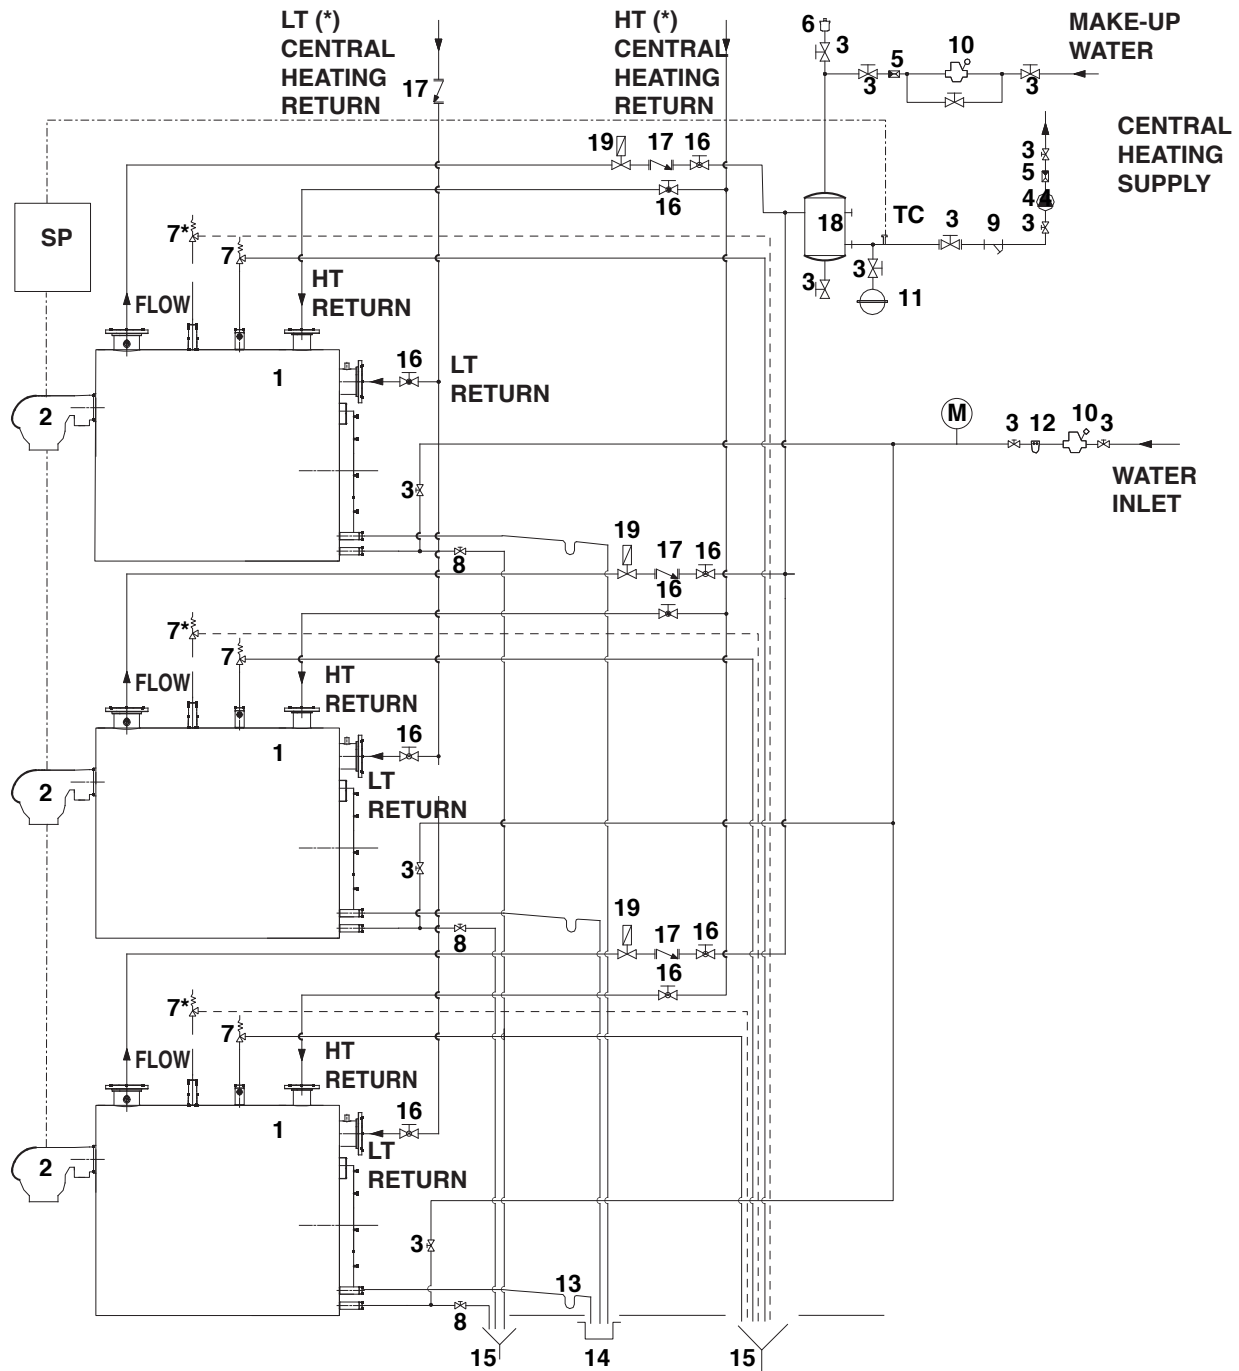 LT (*)
CENTRAL
HEATING
RETURN
HT (*)
CENTRAL
HEATING
RETURN
6
3
5
10
3
3
MAKE-UP
WATER
17
CENTRAL
HEATING
SUPPLY
3
5
4
4
3
19
17
16
16
SP
7*
7
18
TC
3
9
3
3
11
FLOW
HT
RETURN
1
16
LT
RETURN
2
M
3
12
10
3
WATER
INLET
3
8
19
17
16
16
7*
7
FLOW
HT
RETURN
1
16
LT
RETURN
2
3
8
19
17
16
16
7*
7
FLOW
HT
RETURN
1
16
LT
RETURN
2
3
13
8
15
14
15